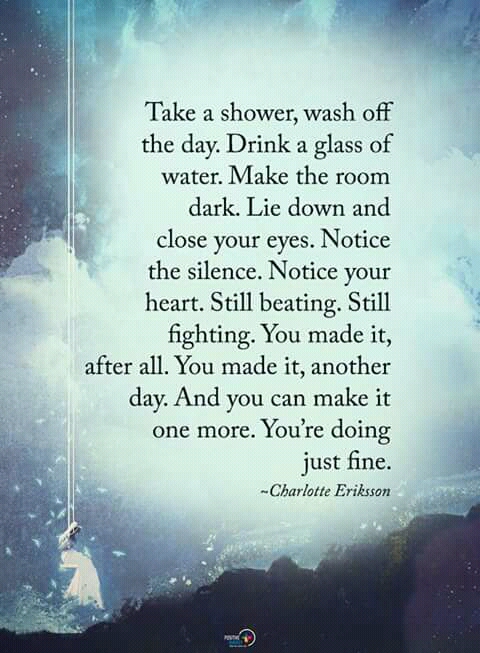 Take a shower, wash off
the day. Drink a glass of
water. Make the room
dark. Lie down and
close your eyes. Notice
the silence. Notice your
heart. Still beating. Still
fighting. You made it,
after all. You made it, another
day. And you can make it
one more. You’re doing
just fine.
~Charlotte Eriksson
POSITIVE